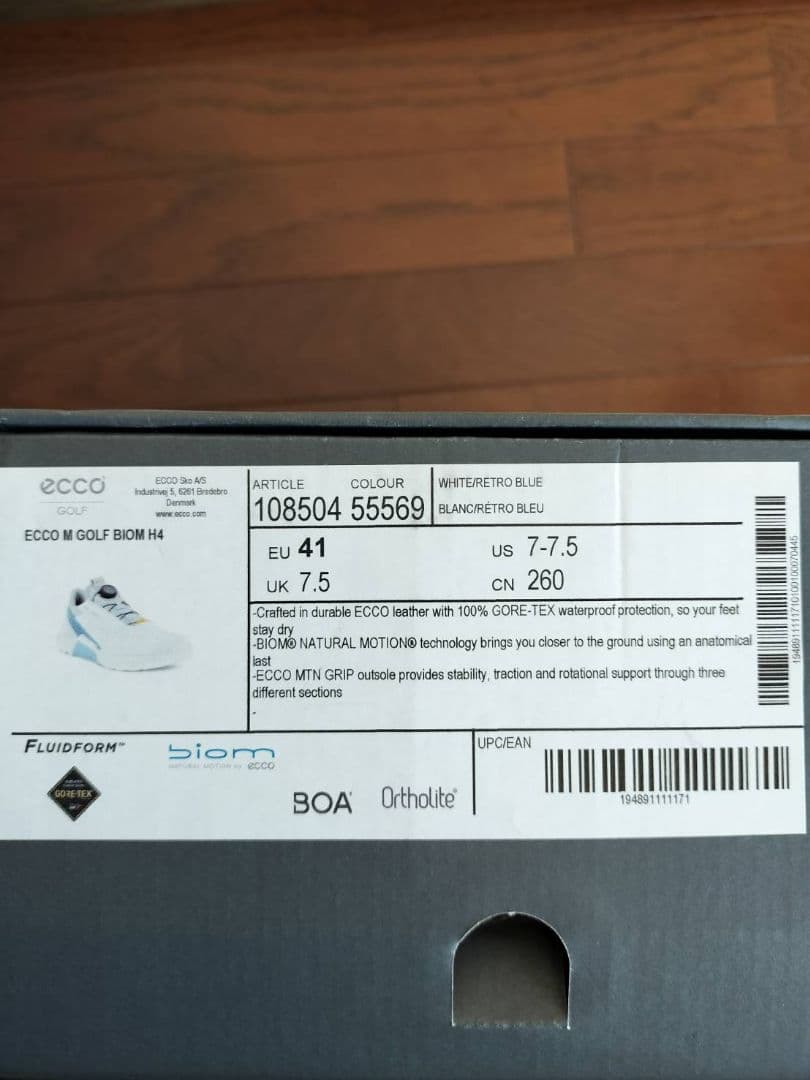 ecco
GOLF
ECCO Sko A/S
Industrivej 5, 6261 Bredebro
Denmark
www.ecco.com
ECCO M GOLF BIOM H4
ARTICLE COLOUR
108504 55569
WHITE/RETRO BLUE
BLANC/RÉTRO BLEU
EU 41
US 7-7.5
UK 7.5
CN 260
-Crafted in durable ECCO leather with 100% GORE-TEX waterproof protection, so your feet
stay dry
-BIOM® NATURAL MOTION® technology brings you closer to the ground using an anatomical
last
-ECCO MTN GRIP outsole provides stability, traction and rotational support through three
different sections
-
FLUIDFORM™
biom
NATURAL MOTION by ecco
GORE-TEX
BOA
Ortholite®
UPC/EAN
194891111171